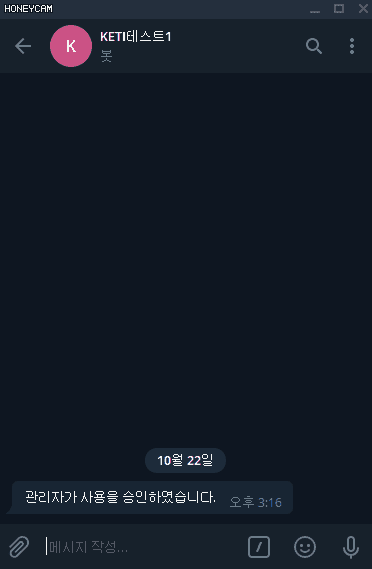 HONEYCAM
K
KETI테스트1
봇
10월 22일
관리자가 사용을 승인하였습니다.
오후 3:16
메시지 작성...